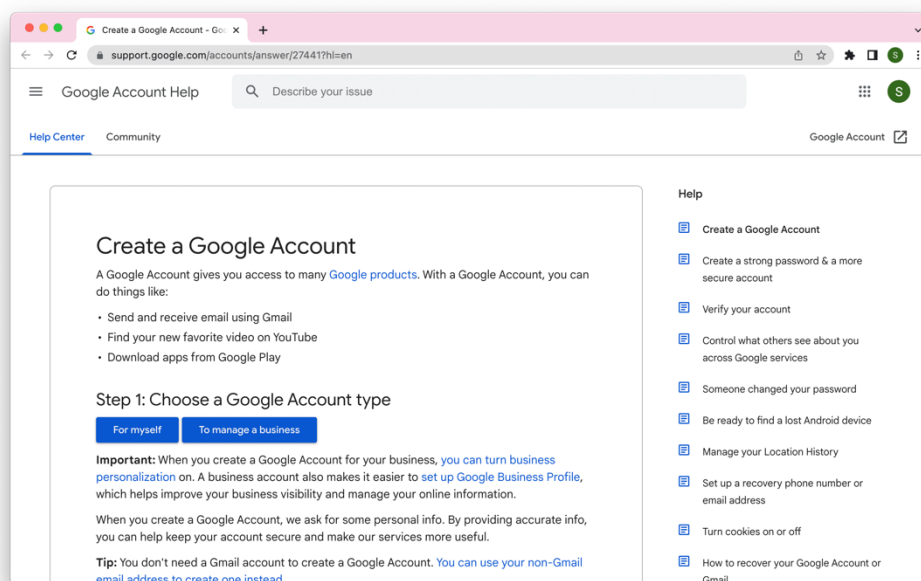 Create a Google Account - Goo
support.google.com/accounts/answer/27441?hl=en
S
Google Account Help
Describe your issue
S
Help Center
Community
Google Account
Create a Google Account
A Google Account gives you access to many Google products. With a Google Account, you can
do things like:
• Send and receive email using Gmail
• Find your new favorite video on YouTube
• Download apps from Google Play
Step 1: Choose a Google Account type
For myself
To manage a business
Important: When you create a Google Account for your business, you can turn business
personalization on. A business account also makes it easier to set up Google Business Profile,
which helps improve your business visibility and manage your online information.
When you create a Google Account, we ask for some personal info. By providing accurate info,
you can help keep your account secure and make our services more useful.
Tip: You don't need a Gmail account to create a Google Account. You can use your non-Gmail
email address to create one instead.
Help
Create a Google Account
Create a strong password & a more
secure account
Verify your account
Control what others see about you
across Google services
Someone changed your password
Be ready to find a lost Android device
Manage your Location History
Set up a recovery phone number or
email address
Turn cookies on or off
How to recover your Google Account or
Gmail